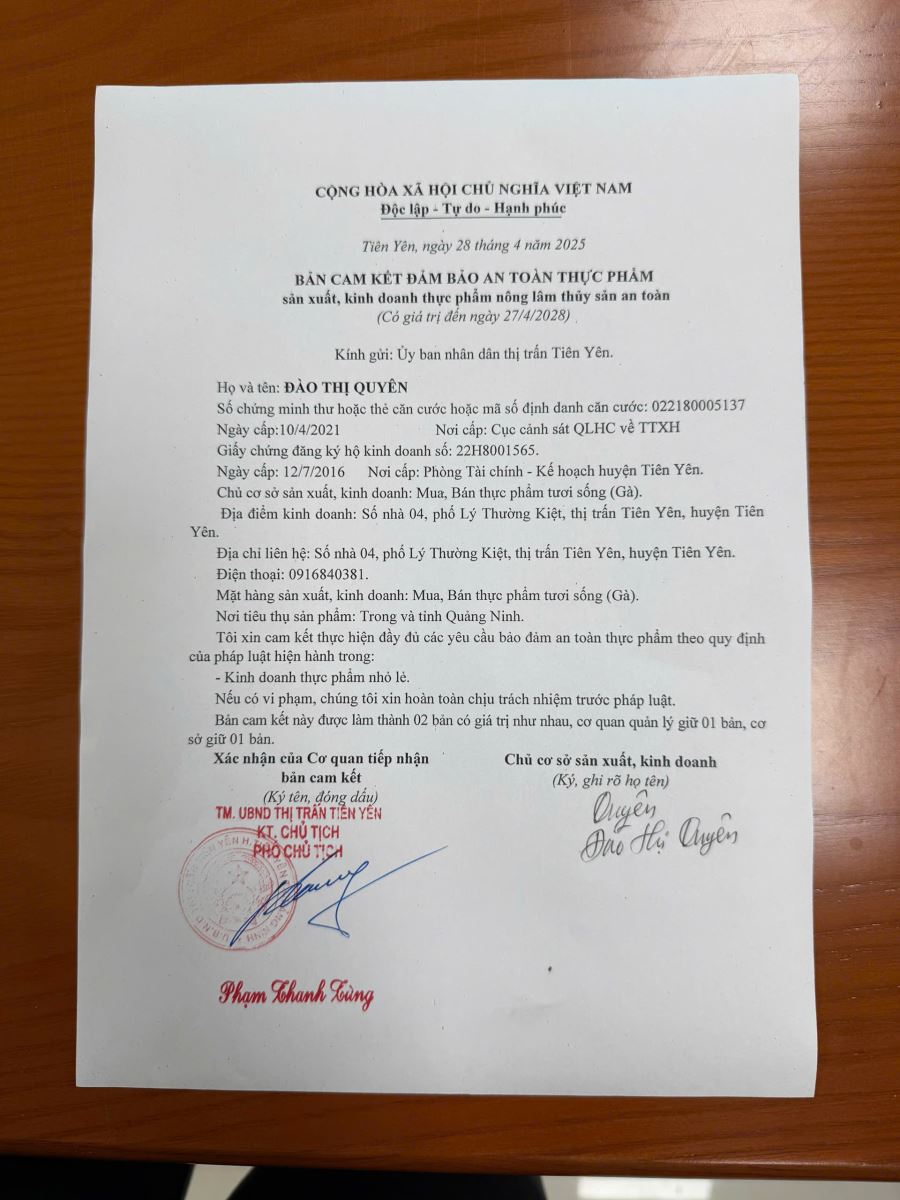 CỘNG HÒA XÃ HỘI CHỦ NGHĨA VIỆT NAM
Độc lập - Tự do - Hạnh phúc
Tiên Yên, ngày 28 tháng 4 năm 2025
BẢN CAM KẾT ĐẢM BẢO AN TOÀN THỰC PHẨM
sản xuất, kinh doanh thực phẩm nông lâm thủy sản an toàn
(Có giá trị đến ngày 27/4/2028)
Kính gửi: Ủy ban nhân dân thị trấn Tiên Yên.
Họ và tên: ĐÀO THỊ QUYÊN
Số chứng minh thư hoặc thẻ căn cước hoặc mã số định danh căn cước: 022180005137
Ngày cấp:10/4/2021 Nơi cấp: Cục cảnh sát QLHC về TTXH
Giấy chứng đăng ký hộ kinh doanh số: 22H8001565.
Ngày cấp: 12/7/2016 Nơi cấp: Phòng Tài chính - Kế hoạch huyện Tiên Yên.
Chủ cơ sở sản xuất, kinh doanh: Mua, Bán thực phẩm tươi sống (Gà).
Địa điểm kinh doanh: Số nhà 04, phố Lý Thường Kiệt, thị trấn Tiên Yên, huyện Tiên
Yên.
Địa chỉ liên hệ: Số nhà 04, phố Lý Thường Kiệt, thị trấn Tiên Yên, huyện Tiên Yên.
Điện thoại: 0916840381.
Mặt hàng sản xuất, kinh doanh: Mua, Bán thực phẩm tươi sống (Gà).
Nơi tiêu thụ sản phẩm: Trong và tỉnh Quảng Ninh.
Tôi xin cam kết thực hiện đầy đủ các yêu cầu bảo đảm an toàn thực phẩm theo quy định
của pháp luật hiện hành trong:
- Kinh doanh thực phẩm nhỏ lẻ.
Nếu có vi phạm, chúng tôi xin hoàn toàn chịu trách nhiệm trước pháp luật.
Bản cam kết này được làm thành 02 bản có giá trị như nhau, cơ quan quản lý giữ 01 bản, cơ
sở giữ 01 bản.
Xác nhận của Cơ quan tiếp nhận
bản cam kết
(Ký tên, đóng dấu)
TM. UBND THỊ TRẤN TIÊN YÊN
KT. CHỦ TỊCH
PHÓ CHỦ TỊCH
Phạm Thanh Tùng
Chủ cơ sở sản xuất, kinh doanh
(Ký, ghi rõ họ tên)
Quyên
Đào Thị Quyên